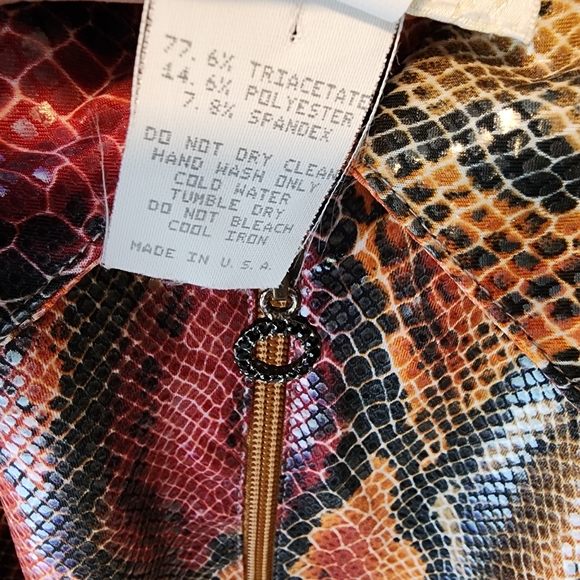 77.6% TRIACETATE
14.6% POLYESTER
7.8% SPANDEX
DO NOT DRY CLEAN
HAND WASH ONLY
COLD WATER
TUMBLE DRY
DO NOT BLEACH
COOL IRON
MADE IN U.S.A.